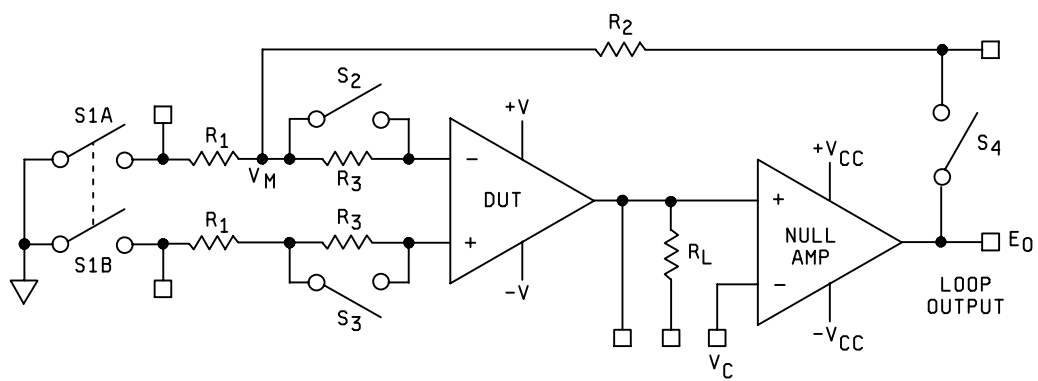 R2
S2
S1A
R1
VM
R3
+V
-
DUT
+
-V
S1B
R1
R3
S3
RL
VC
+
NULL
AMP
-
+VCC
-VCC
S4
EO
LOOP
OUTPUT